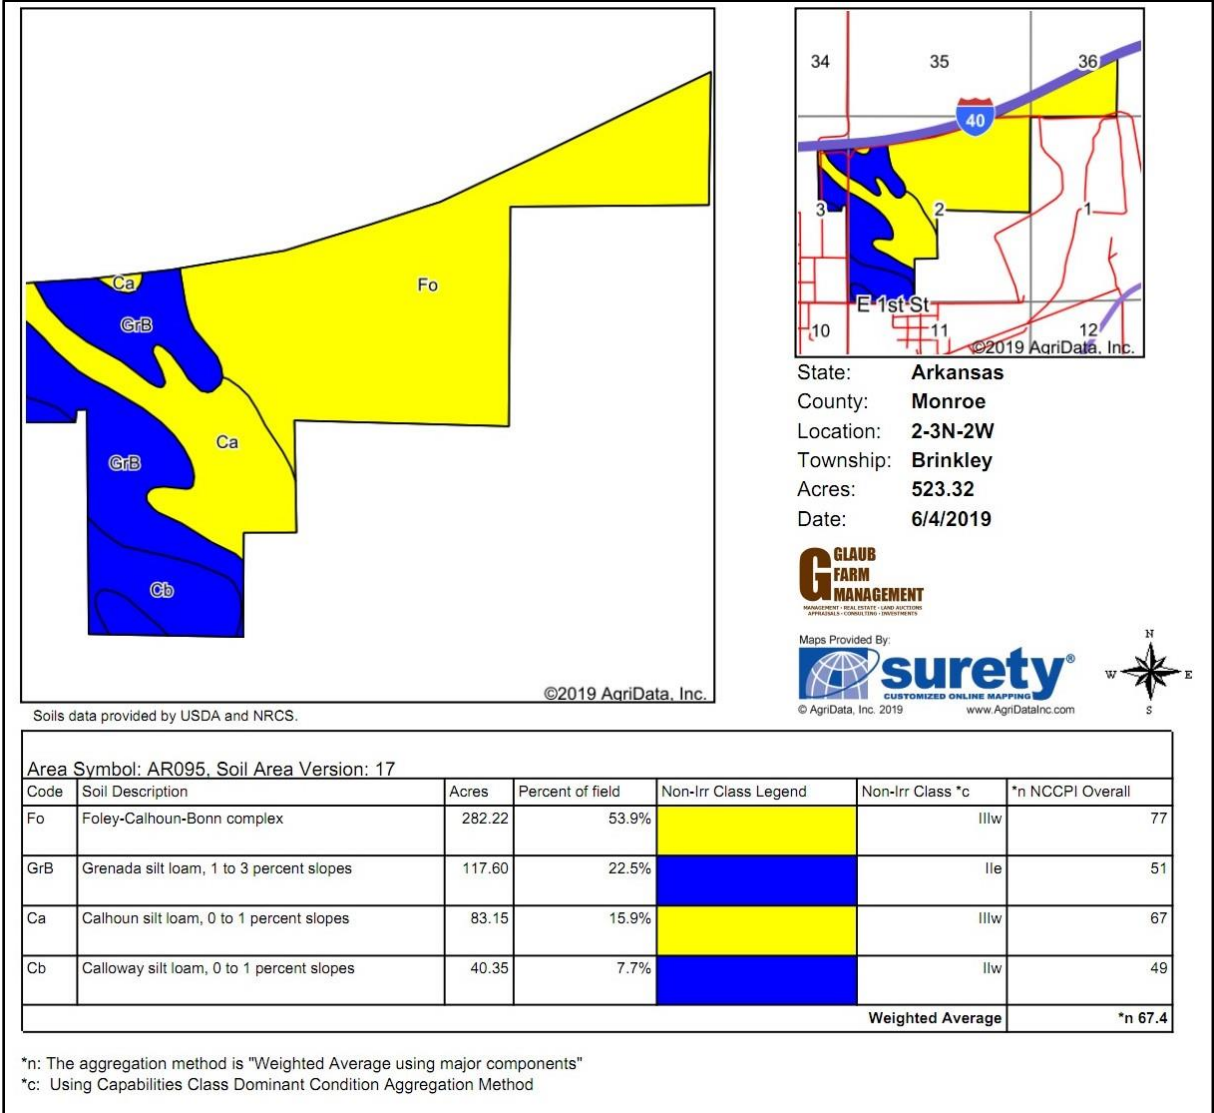 Ca
GrB
Fo
Ca
GrB
Cb
©2019 AgriData, Inc.
Soils data provided by USDA and NRCS.
34
35
36
40
3
2
1
E 1st St
10
11
12
©2019 AgriData, Inc.
State: Arkansas
County: Monroe
Location: 2-3N-2W
Township: Brinkley
Acres: 523.32
Date: 6/4/2019
G GLAUB
FARM
MANAGEMENT
MANAGEMENT · REAL ESTATE · LAND AUCTIONS
APPRAISALS · CONSULTING · INVESTMENTS
Maps Provided By:
surety®
CUSTOMIZED ONLINE MAPPING
© AgriData, Inc. 2019 www.AgriDataInc.com
N
W E
S
Area Symbol: AR095, Soil Area Version: 17
Code Soil Description Acres Percent of field Non-Irr Class Legend Non-Irr Class *c *n NCCPI Overall
Fo Foley-Calhoun-Bonn complex 282.22 53.9% IIIw 77
GrB Grenada silt loam, 1 to 3 percent slopes 117.60 22.5% IIe 51
Ca Calhoun silt loam, 0 to 1 percent slopes 83.15 15.9% IIIw 67
Cb Calloway silt loam, 0 to 1 percent slopes 40.35 7.7% IIw 49
Weighted Average *n 67.4
*n: The aggregation method is "Weighted Average using major components"
*c: Using Capabilities Class Dominant Condition Aggregation Method